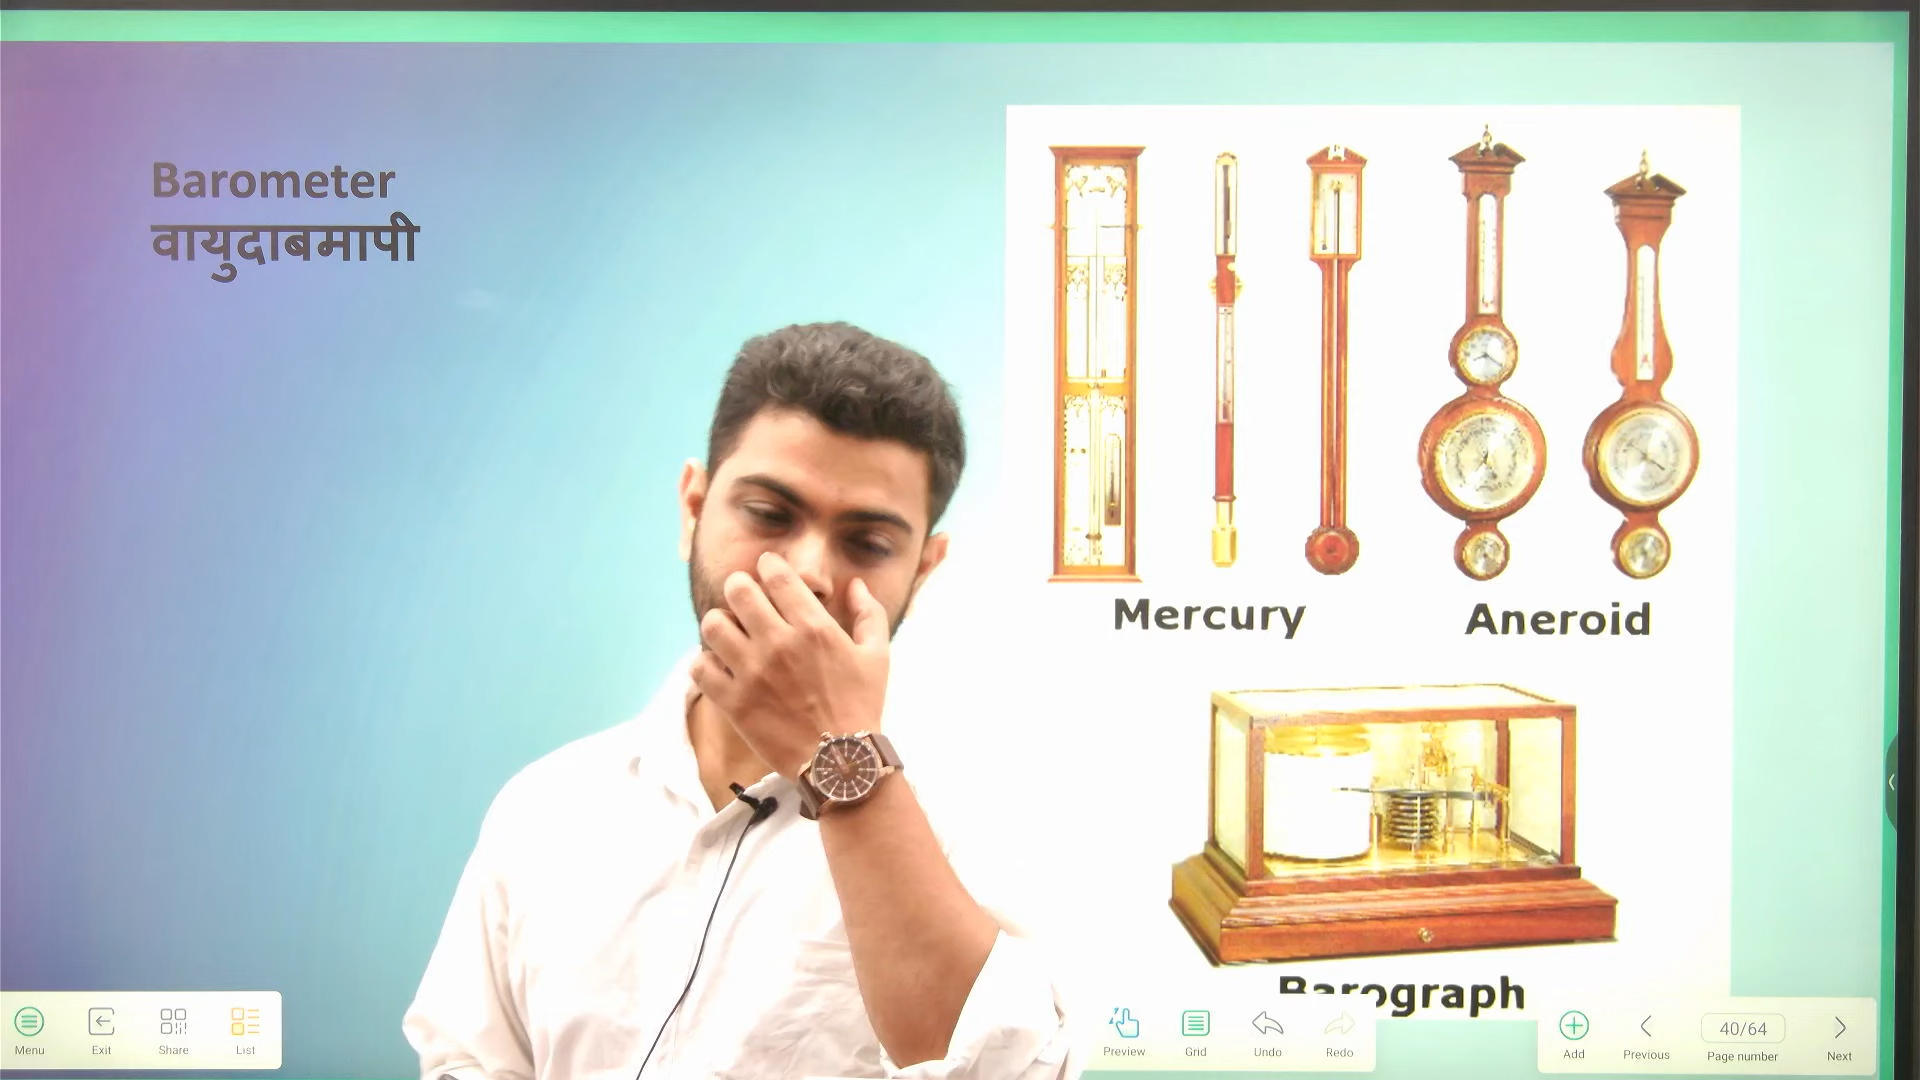 Barometer
वायुदाबमापी
Mercury
Aneroid
Barograph
Menu
Exit
Share
List
Preview
Grid
Undo
Redo
Add
Previous
40/64
Page number
Next